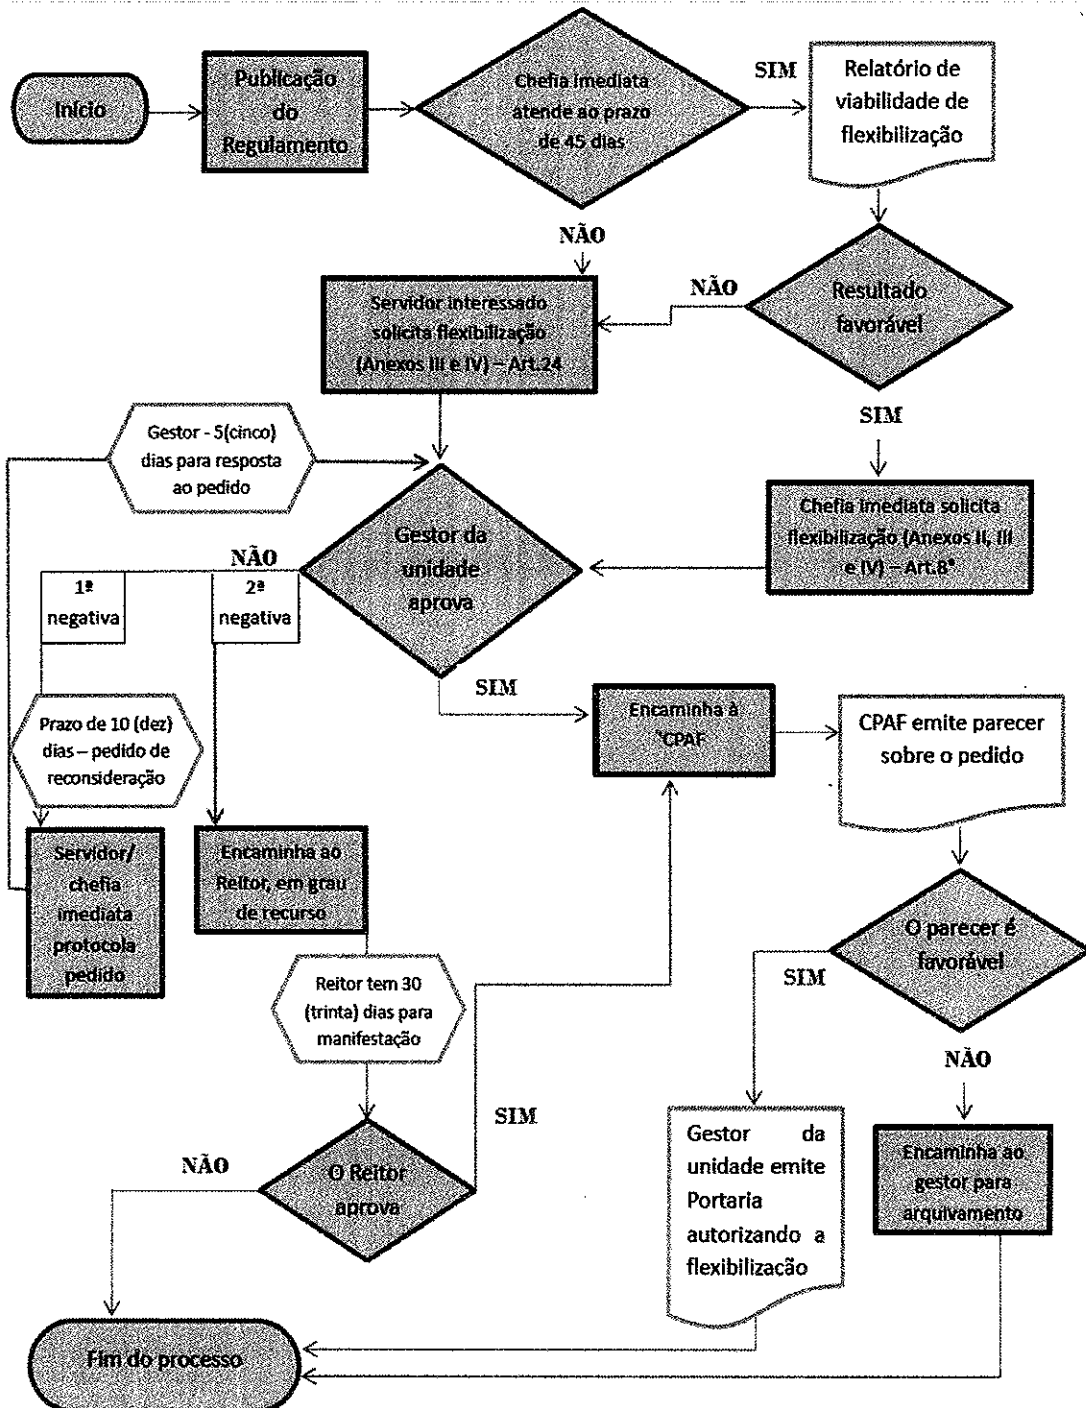 Início
Publicação
do
Regulamento
Chefia imediata
atende ao prazo
de 45 dias
SIM
Relatório de
viabilidade de
flexibilização
NÃO
Servidor interessado
solicita flexibilização
(Anexos III e IV) – Art.24
NÃO
Resultado
favorável
SIM
Gestor - 5(cinco)
dias para resposta
ao pedido
Chefia imediata solicita
flexibilização (Anexos II, III
e IV) – Art.8°
Gestor da
unidade
aprova
NÃO
1ª
negativa
2ª
negativa
SIM
Encaminha à
CPAF
CPAF emite parecer
sobre o pedido
Prazo de 10 (dez)
dias – pedido de
reconsideração
Servidor/
chefia
imediata
protocola
pedido
Encaminha ao
Reitor, em grau
de recurso
Reitor tem 30
(trinta) dias para
manifestação
O parecer é
favorável
SIM
NÃO
SIM
NÃO
O Reitor
aprova
Gestor da
unidade emite
Portaria
autorizando a
flexibilização
Encaminha ao
gestor para
arquivamento
Fim do processo